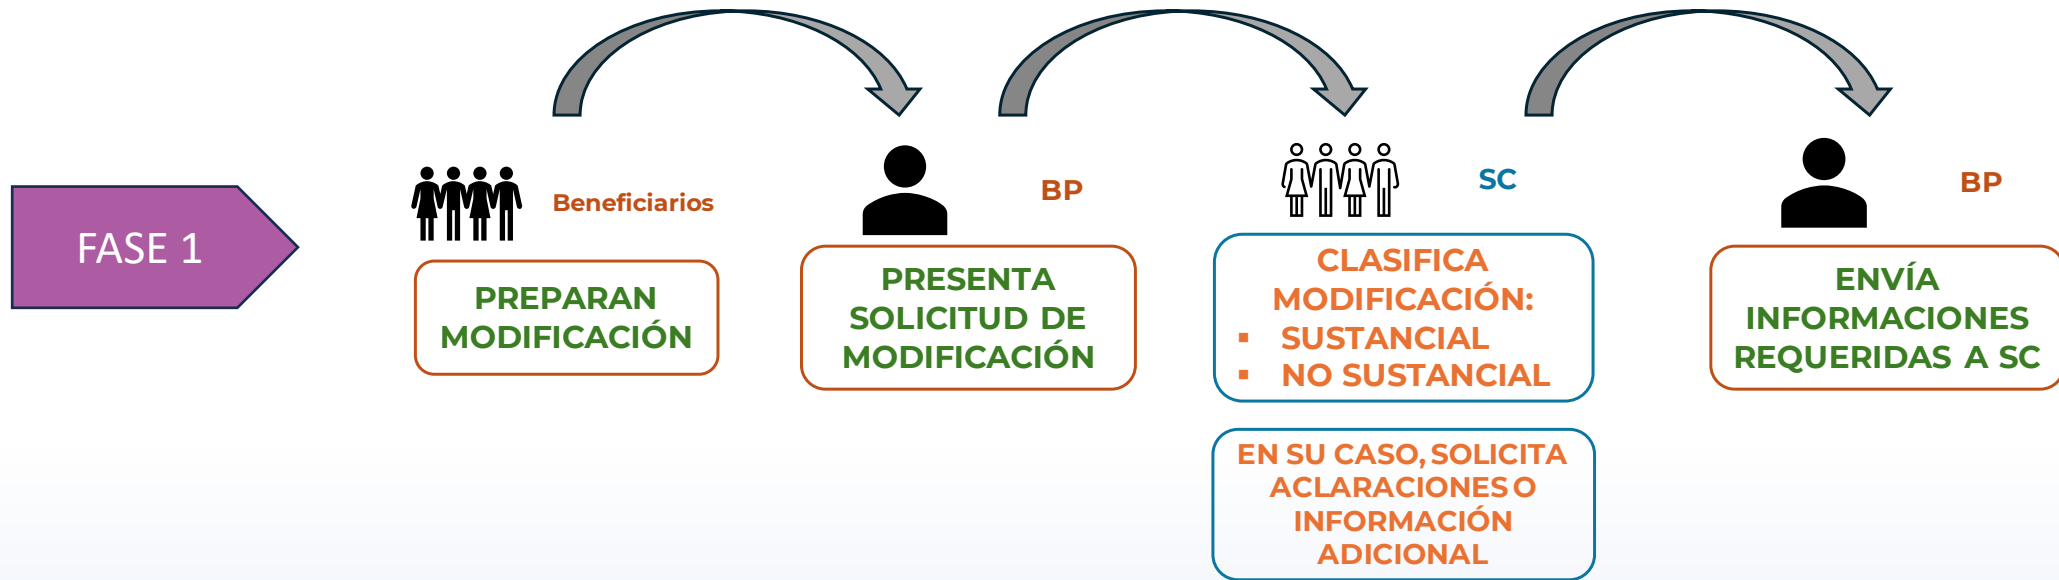 FASE 1
Beneficiarios
PREPARAN
MODIFICACIÓN
BP
PRESENTA
SOLICITUD DE
MODIFICACIÓN
SC
CLASIFICA
MODIFICACIÓN:
▪ SUSTANCIAL
▪ NO SUSTANCIAL
EN SU CASO, SOLICITA
ACLARACIONES O
INFORMACIÓN
ADICIONAL
BP
ENVÍA
INFORMACIONES
REQUERIDAS A SC